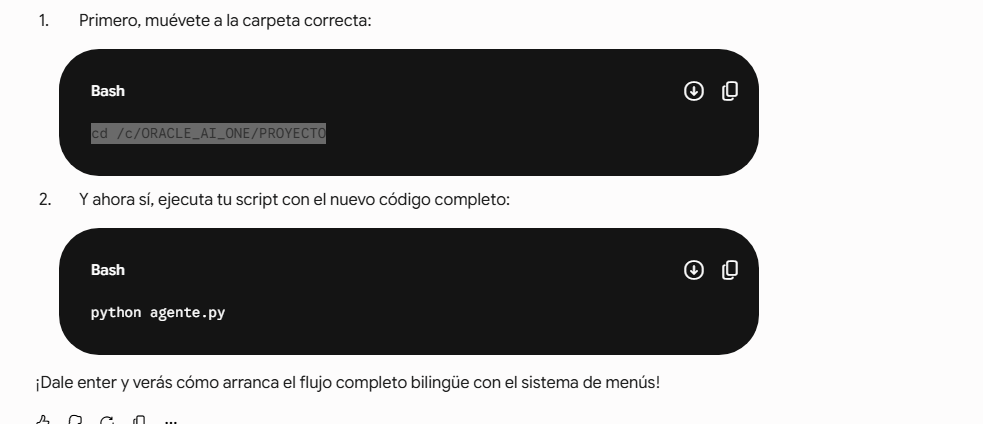 1. Primero, muévete a la carpeta correcta:
Bash
cd /c/ORACLE_AI_ONE/PROYECTO
2. Y ahora sí, ejecuta tu script con el nuevo código completo:
Bash
python agente.py
¡Dale enter y verás cómo arranca el flujo completo bilingüe con el sistema de menús!